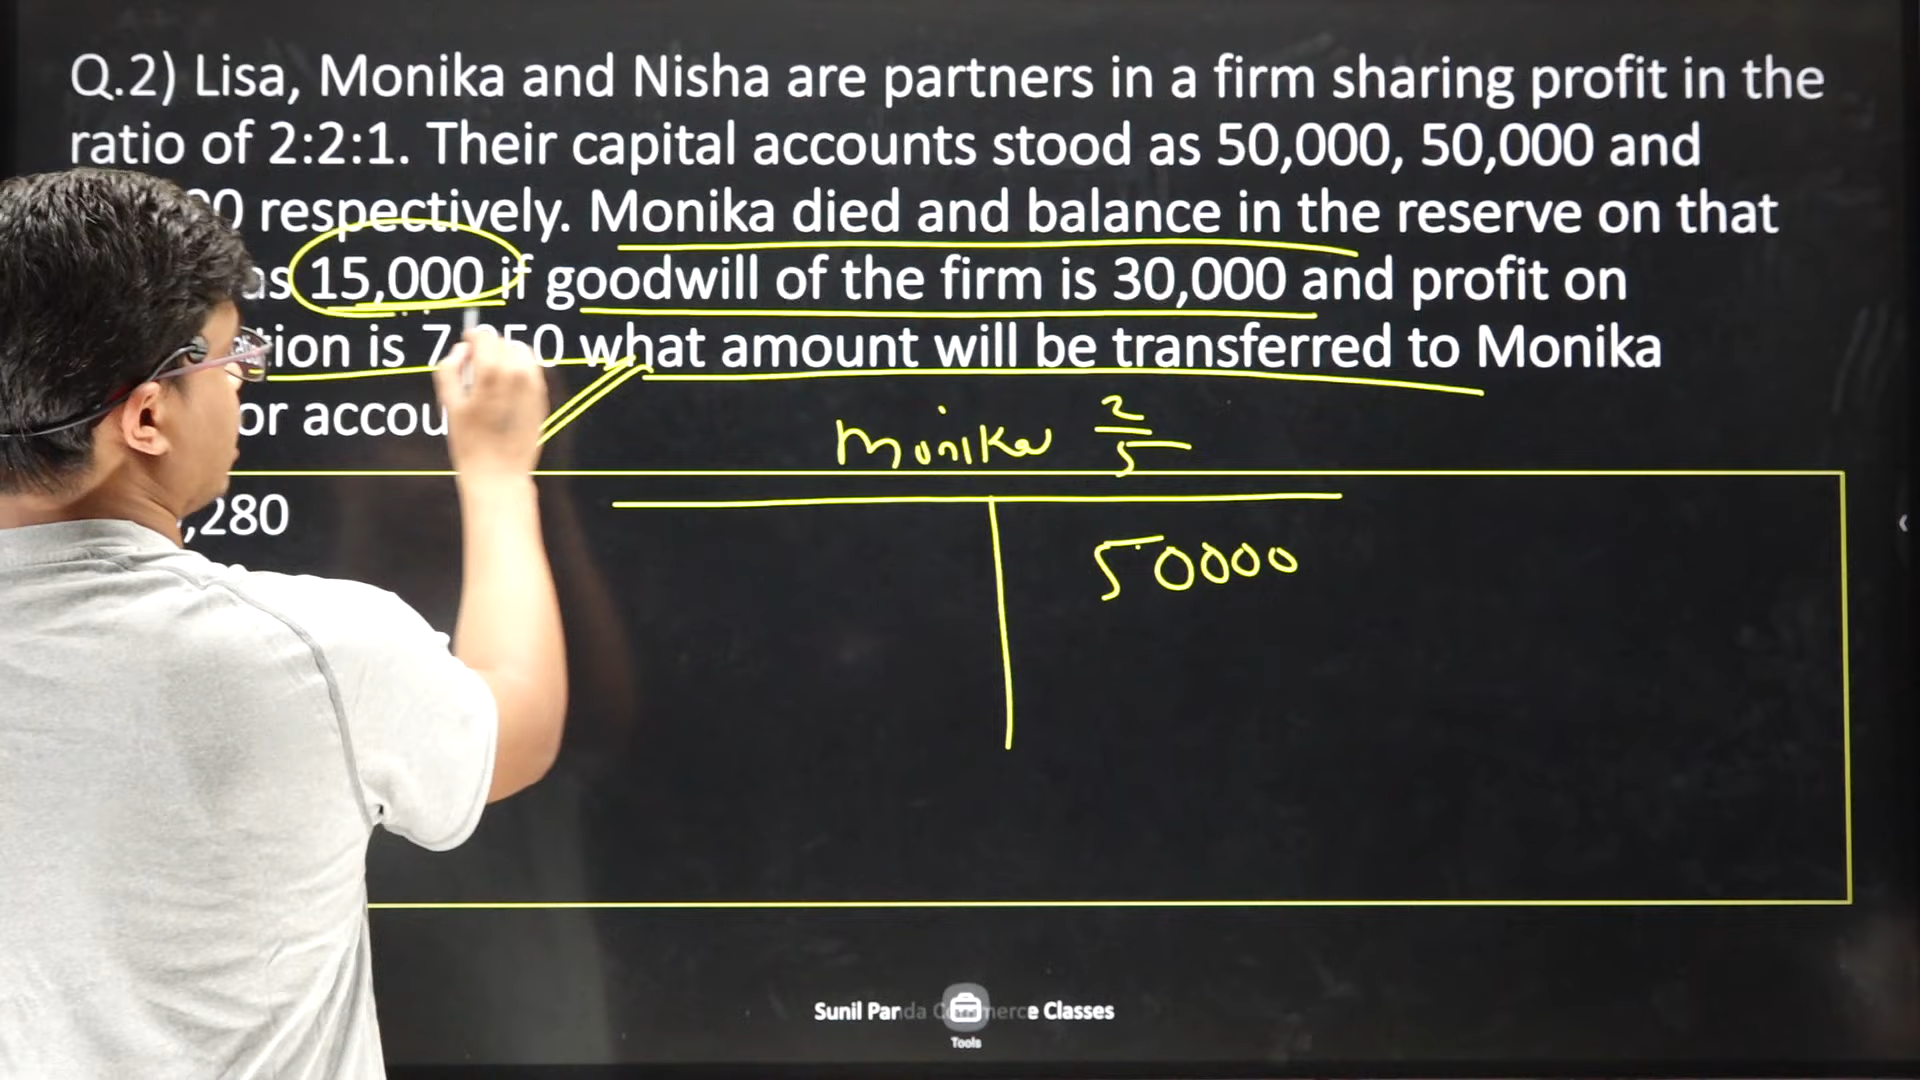 Q.2) Lisa, Monika and Nisha are partners in a firm sharing profit in the
ratio of 2:2:1. Their capital accounts stood as 50,000, 50,000 and
respectively. Monika died and balance in the reserve on that
15,000 if goodwill of the firm is 30,000 and profit on
is what amount will be transferred to Monika
Monika 2/5
,280
50000
Sunil Panda Commerce Classes
Tools